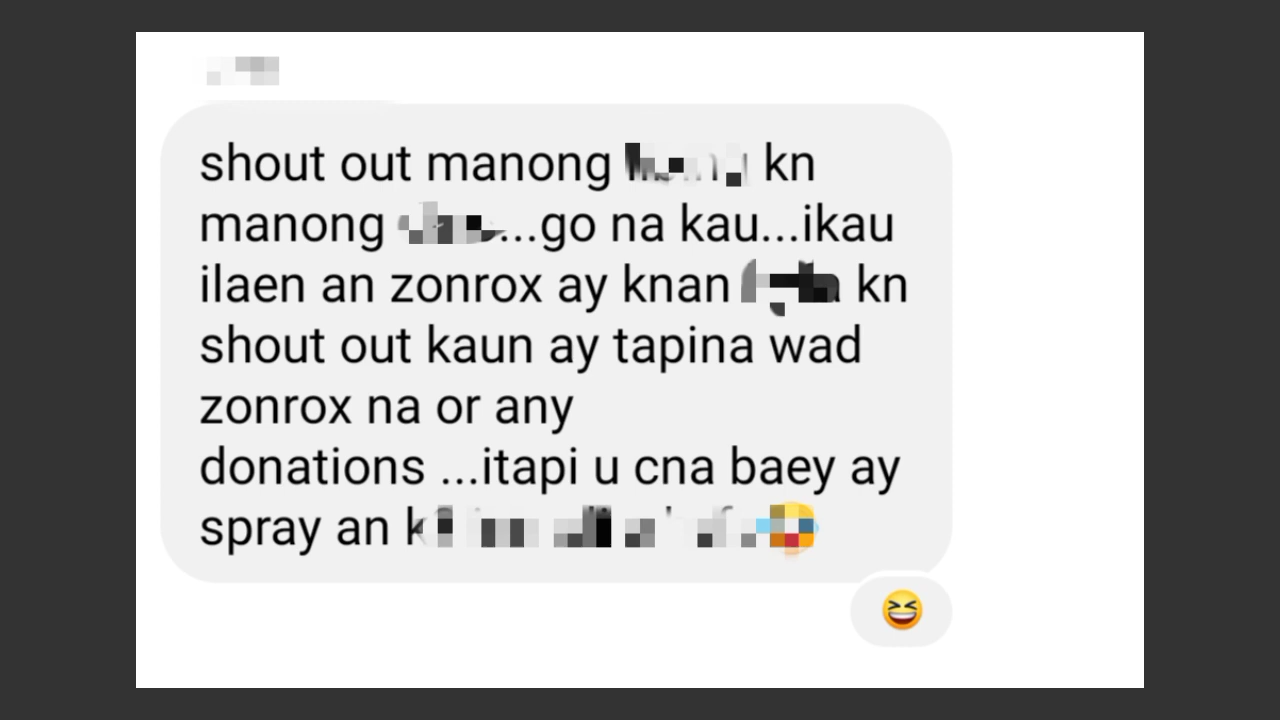 shout out manong kn
manong ...go na kau...ikau
ilaen an zonrox ay knan kn
shout out kaun ay tapina wad
zonrox na or any
donations ...itapi u cna baey ay
spray an